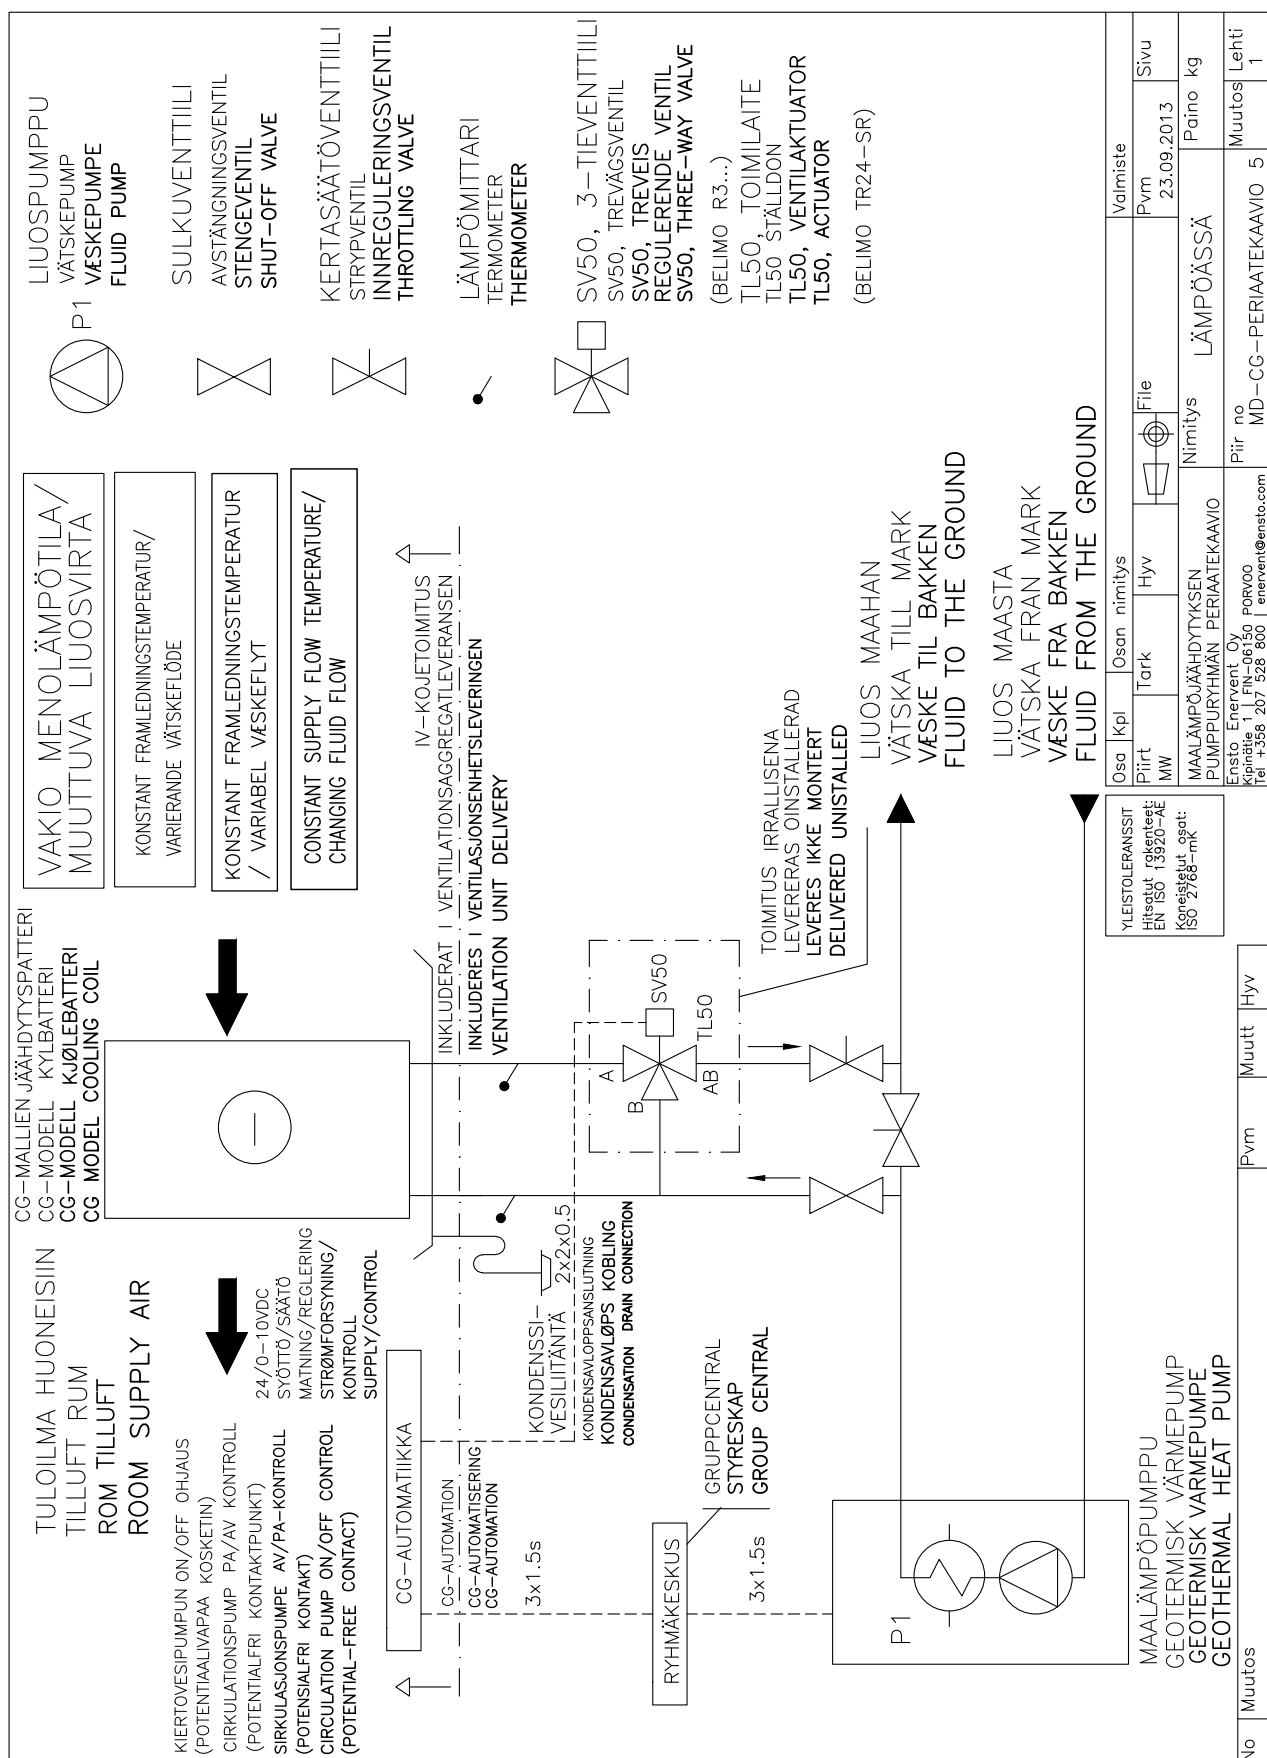 TULOILMA HUONEISIIN
TILLUFT RUM
ROM TILLUFT
ROOM SUPPLY AIR
CG-MALLIEN JÄÄHDYTYSPATTERI
CG-MODELL KYLBATTERI
CG-MODELL KJØLEBATTERI
CG MODEL COOLING COIL
VAKIO MENOLÄMPÖTILA/
MUUTTUVA LIUOSVIRTA
KONSTANT FRAMLEDNINGSTEMPERATUR/
VARIERANDE VÄTSKEFLÖDE
KONSTANT FRAMLEDNINGSTEMPERATUR
/ VARIABEL VÆSKEFLYT
CONSTANT SUPPLY FLOW TEMPERATURE/
CHANGING FLUID FLOW
P1
LIUOSPUMPPU
VÄTSKEPUMP
VÆSKEPUMPE
FLUID PUMP
SULKUVENTTIILI
AVSTÄNGNINGSVENTIL
STENGEVENTIL
SHUT-OFF VALVE
KERTASÄÄTÖVENTTIILI
STRYPVENTIL
INNREGULERINGSVENTIL
THROTTLING VALVE
LÄMPÖMITTARI
TERMOMETER
THERMOMETER
SV50, 3-TIEVENTTIILI
SV50, TREVÄGSVENTIL
SV50, TREVEIS
REGULERENDE VENTIL
SV50, THREE-WAY VALVE
(BELIMO R3...)
TL50, TOIMILAITE
TL50 STÄLLDON
TL50, VENTILAKTUATOR
TL50, ACTUATOR
(BELIMO TR24-SR)
KIERTOVESIPUMPUN ON/OFF OHJAUS
(POTENTIAALIVAPAA KOSKETIN)
CIRKULATIONSPUMP PA/AV KONTROLL
(POTENTIALFRI KONTAKTPUNKT)
SIRKULASJONSPUMPE AV/PA-KONTROLL
(POTENSIALFRI KONTAKT)
CIRCULATION PUMP ON/OFF CONTROL
(POTENTIAL-FREE CONTACT)
24/0-10VDC
SYÖTTÖ/SÄÄTÖ
MATNING/REGLERING
STRØMFORSYNING/
KONTROLL
SUPPLY/CONTROL
CG-AUTOMATIIKKA
CG-AUTOMATION
CG-AUTOMATISERING
CG-AUTOMATION
IV-KOJETOIMITUS
INKLUDERAT I VENTILATIONSAGGREGATLEVERANSEN
INKLUDERES I VENTILASJONSENHETSLEVERINGEN
VENTILATION UNIT DELIVERY
3x1.5s
KONDENSSI-
VESILIITÄNTÄ
2x2x0.5
KONDENSAVLOPPSANSLUTNING
KONDENSAVLØPS KOBLING
CONDENSATION DRAIN CONNECTION
A
B
AB
SV50
TL50
TOIMITUS IRRALLISENA
LEVERERAS OINSTALLERAD
LEVERES IKKE MONTERT
DELIVERED UNISTALLED
RYHMÄKESKUS
GRUPPCENTRAL
STYRESKAP
GROUP CENTRAL
3x1.5s
LIUOS MAAHAN
VÄTSKA TILL MARK
VÆSKE TIL BAKKEN
FLUID TO THE GROUND
LIUOS MAASTA
VÄTSKA FRAN MARK
VÆSKE FRA BAKKEN
FLUID FROM THE GROUND
P1
MAALÄMPÖPUMPPU
GEOTERMISK VÄRMEPUMP
GEOTERMISK VARMEPUMPE
GEOTHERMAL HEAT PUMP
YLEISTOLERANSSIT
Hitsatut rakenteet:
EN ISO 13920-AE
Koneistetut osat:
ISO 2768-mK
Osa Kpl Osan nimitys Valmiste
Piirt Tark Hyv File Pvm Sivu
MW 23.09.2013
MAALÄMPÖJÄÄHDYTYKSEN
PUMPPURYHMÄN PERIAATEKAAVIO
Nimitys
LÄMPÖÄSSÄ
Paino kg
Ensto Enervent Oy
Kipinätie 1 FIN-06150 PORVOO
Tel +358 207 528 800 | enervent@ensto.com
Piir no
MD-CG-PERIAATEKAAVIO 5
Muutos Lehti
1
No Muutos Pvm Muutt Hyv